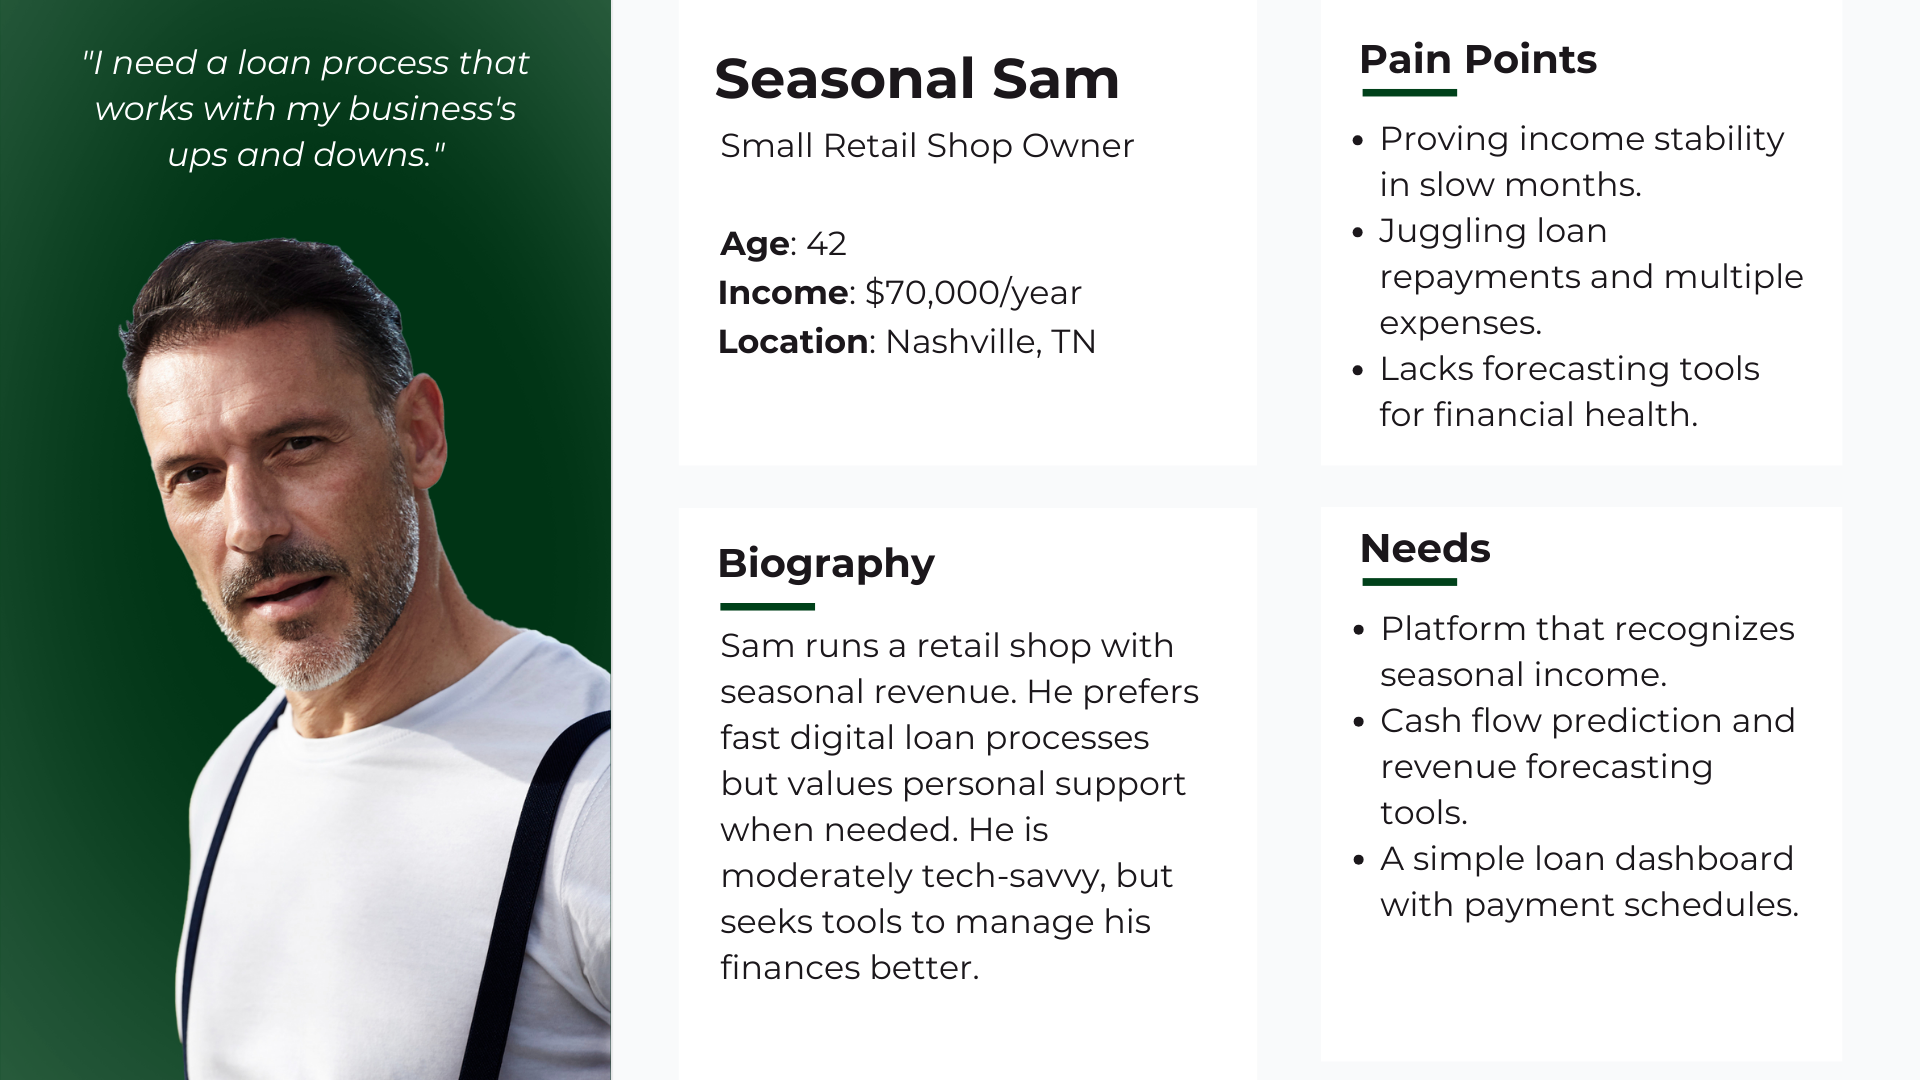 "I need a loan process that
works with my business's
ups and downs."
Seasonal Sam
Small Retail Shop Owner
Age: 42
Income: $70,000/year
Location: Nashville, TN
Biography
Sam runs a retail shop with
seasonal revenue. He prefers
fast digital loan processes
but values personal support
when needed. He is
moderately tech-savvy, but
seeks tools to manage his
finances better.
Pain Points
• Proving income stability
in slow months.
• Juggling loan
repayments and multiple
expenses.
• Lacks forecasting tools
for financial health.
Needs
• Platform that recognizes
seasonal income.
• Cash flow prediction and
revenue forecasting
tools.
• A simple loan dashboard
with payment schedules.